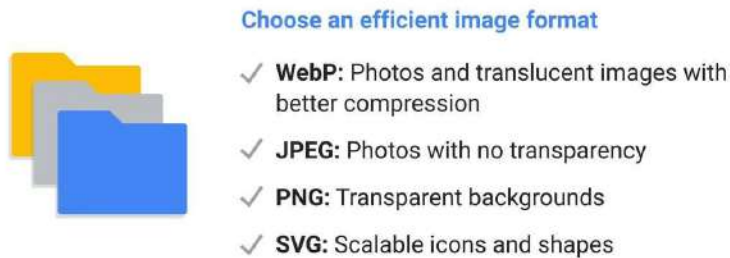 Choose an efficient image format
WebP: Photos and translucent images with
better compression
JPEG: Photos with no transparency
PNG: Transparent backgrounds
SVG: Scalable icons and shapes